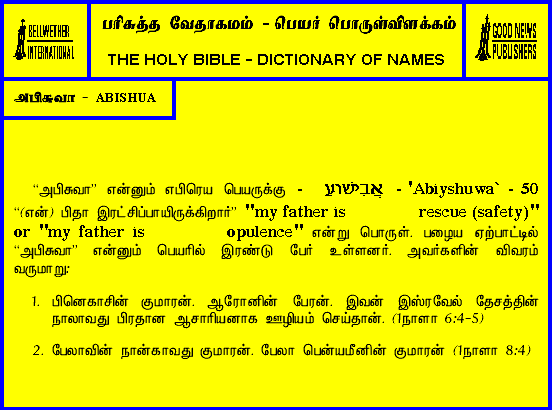 BELLWETHER
INTERNATIONAL
பரிசுத்த வேதாகமம் - பெயர் பொருள்விளக்கம்
THE HOLY BIBLE - DICTIONARY OF NAMES
GOOD NEWS
PUBLISHERS
அபிசுவா - ABISHUA
“அபிசுவா” என்னும் எபிரெய பெயருக்கு - אֲבִישׁוּעַ - 'Abiyshuwa` - 50
“(என்) பிதா இரட்சிப்பாயிருக்கிறார்” "my father is rescue (safety)"
or "my father is opulence" என்று பொருள். பழைய ஏற்பாட்டில்
“அபிசுவா” என்னும் பெயரில் இரண்டு பேர் உள்ளனர். அவர்களின் விவரம்
வருமாறு:
1. பினெகாசின் குமாரன். ஆரோனின் பேரன். இவன் இஸ்ரவேல் தேசத்தின்
நாலாவது பிரதான ஆசாரியனாக ஊழியம் செய்தான். (1நாளா 6:4-5)
2. பேலாவின் நான்காவது குமாரன். பேலா பென்யமீனின் குமாரன் (1நாளா 8:4)